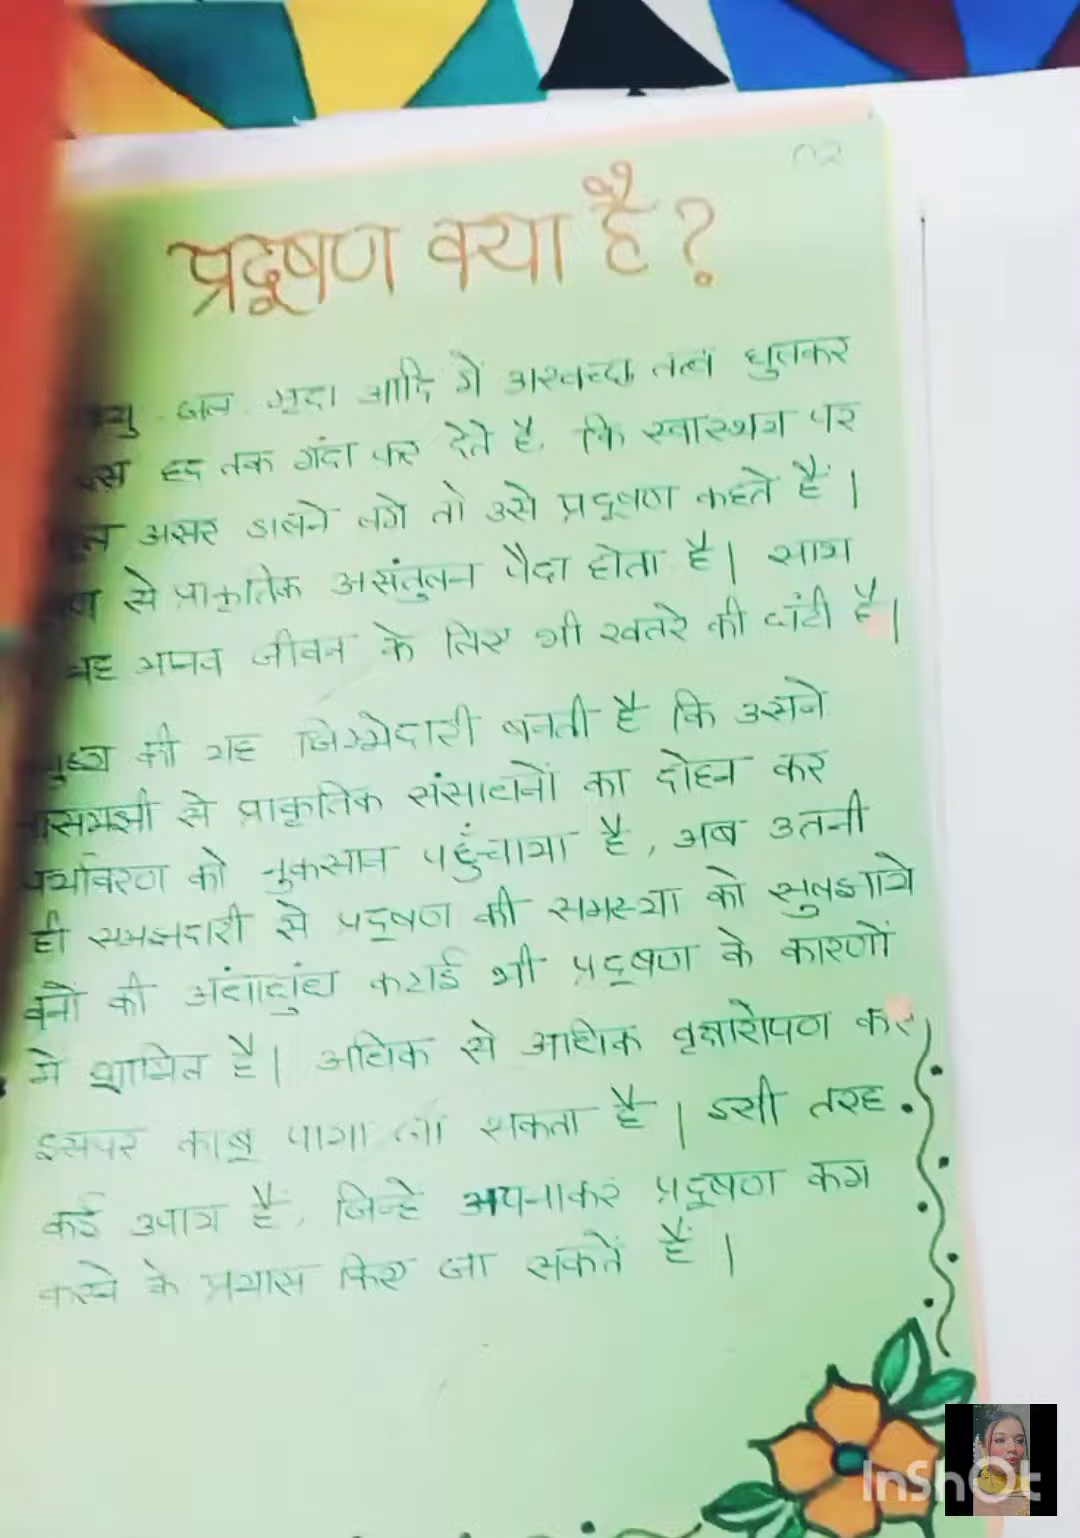 02
प्रदूषण क्या है?
जल मृदा आदि में अस्वच्छ तत्व घुलकर
हद तक गंदा कर देते है, कि स्वास्थय पर
असर डालने लगे तो उसे प्रदूषण कहते हैं।
से प्राकृतिक असंतुलन पैदा होता है। साथ
यह मानव जीवन के लिए भी खतरे की घंटी है।
की यह जिम्मेदारी बनती है कि उसने
से प्राकृतिक संसाधनों का दोहन कर
पर्यावरण को नुकसान पहुँचाया है, अब उतनी
ही समझदारी से प्रदूषण की समस्या को सुलझाये
वनों की अंधाधुंध कटाई भी प्रदूषण के कारणों
मे शामिल है। अधिक से अधिक वृक्षारोपण कर
इसपर काबू पाया जा सकता है। इसी तरह
कई उपाय है, जिन्हे अपनाकर प्रदूषण कम
करने के प्रयास किए जा सकतें हैं।
InShOt